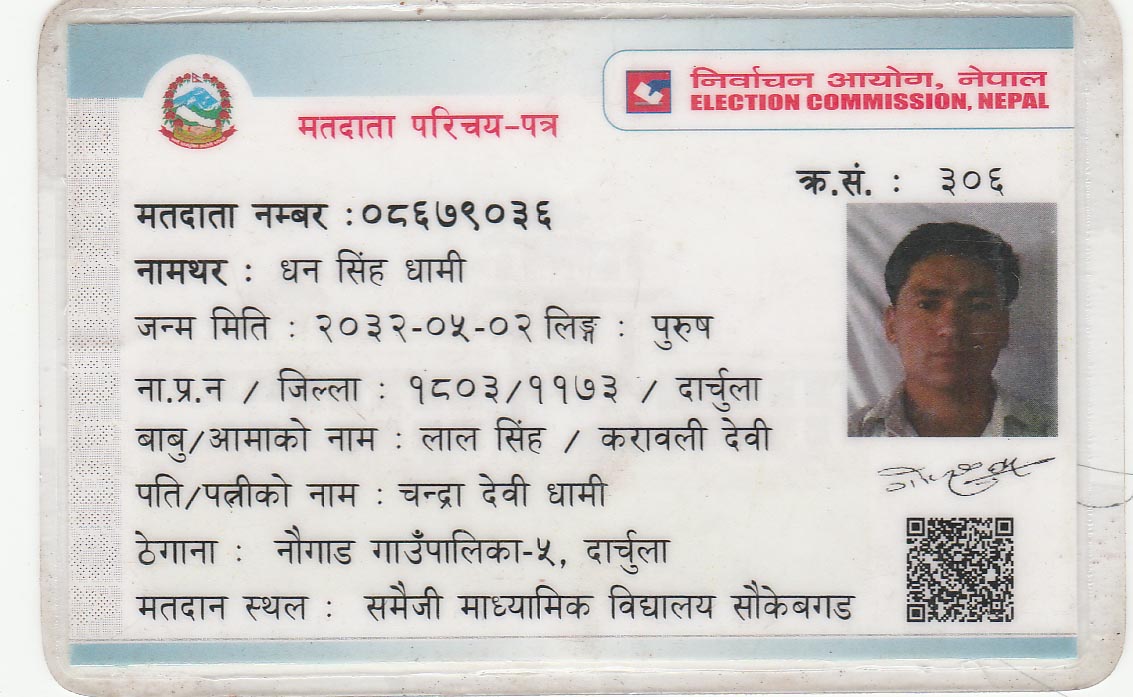 निर्वाचन आयोग, नेपाल
ELECTION COMMISSION, NEPAL
मतदाता परिचय-पत्र
क्र.सं. : ३०६
मतदाता नम्बर :०८६७९०३६
नामथर : धन सिंह धामी
जन्म मिति : २०३२-०५-०२ लिङ्ग : पुरुष
ना.प्र.न / जिल्ला : १८०३/११७३ / दार्चुला
बाबु/आमाको नाम : लाल सिंह / करावली देवी
पति/पत्नीको नाम : चन्द्रा देवी धामी
ठेगाना : नौगाड गाउँपालिका-५, दार्चुला
मतदान स्थल : समैजी माध्यामिक विद्यालय सौकेबगड